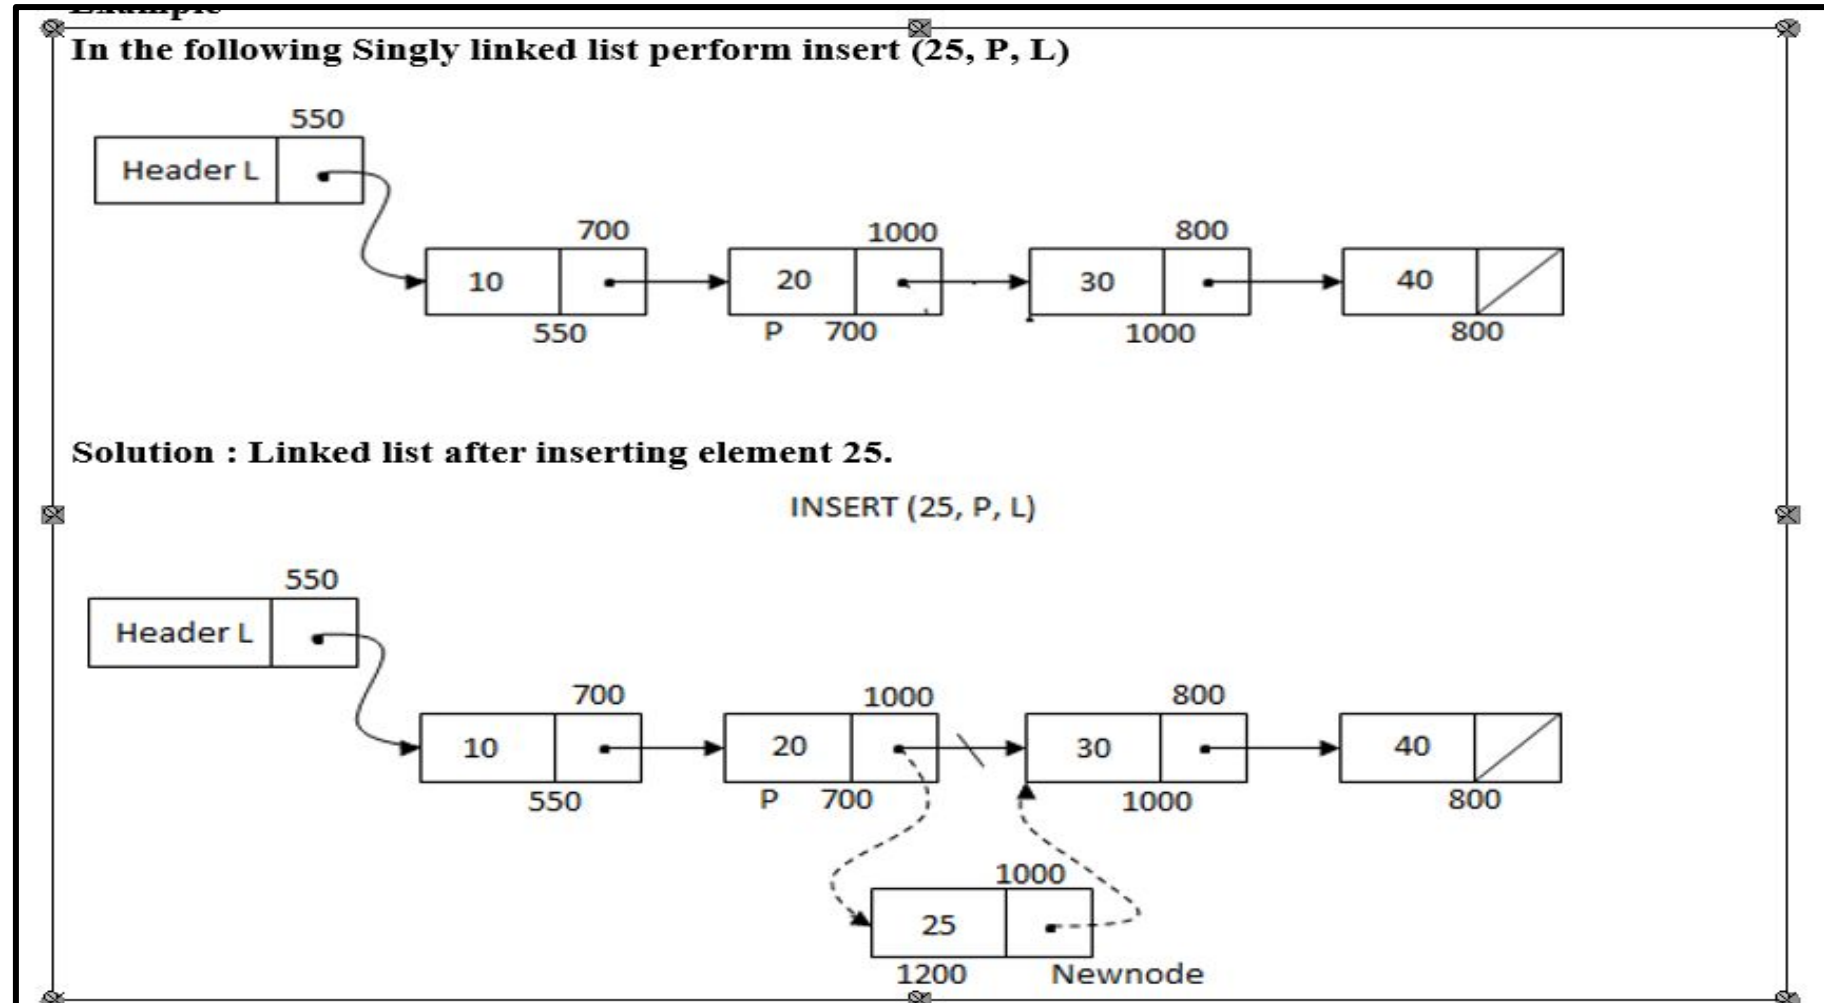 Example
In the following Singly linked list perform insert (25, P, L)
550
Header L
700 1000 800
10 20 30 40
550 P 700 1000 800
Solution : Linked list after inserting element 25.
INSERT (25, P, L)
550
Header L
700 1000 800
10 20 30 40
550 P 700 1000 800
1000
25
1200 Newnode